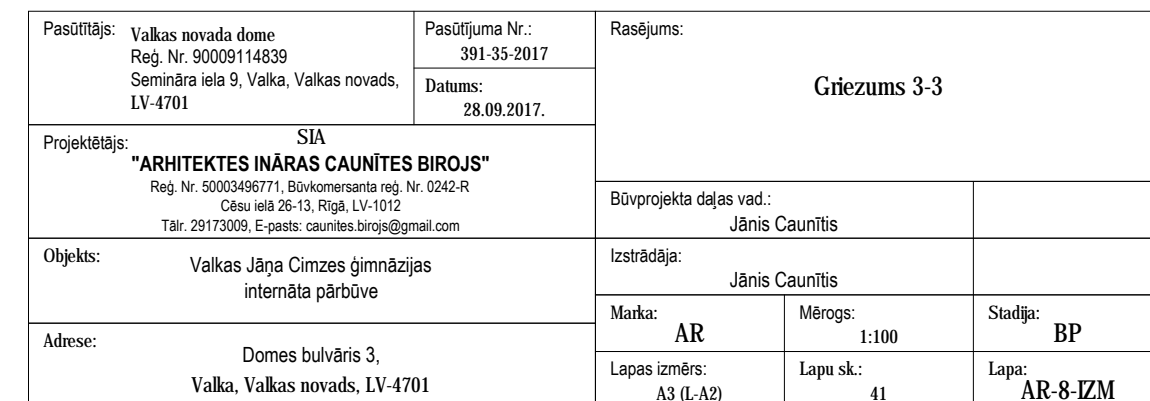 Pasūtītājs: Valkas novada dome
Reģ. Nr. 90009114839
Semināra iela 9, Valka, Valkas novads,
LV-4701
Pasūtījuma Nr.:
391-35-2017
Datums:
28.09.2017.
Rasējums:
Griezums 3-3
Projektētājs: SIA
"ARHITEKTES INĀRAS CAUNĪTES BIROJS"
Reģ. Nr. 50003496771, Būvkomersanta reģ. Nr. 0242-R
Cēsu ielā 26-13, Rīgā, LV-1012
Tālr. 29173009, E-pasts: caunites.birojs@gmail.com
Būvprojekta daļas vad.:
Jānis Caunītis
Objekts:
Valkas Jāņa Cimzes ģimnāzijas
internāta pārbūve
Izstrādāja:
Jānis Caunītis
Adrese:
Domes bulvāris 3,
Valka, Valkas novads, LV-4701
Marka:
AR
Mērogs:
1:100
Stadija:
BP
Lapas izmērs:
A3 (L-A2)
Lapu sk.:
41
Lapa:
AR-8-IZM